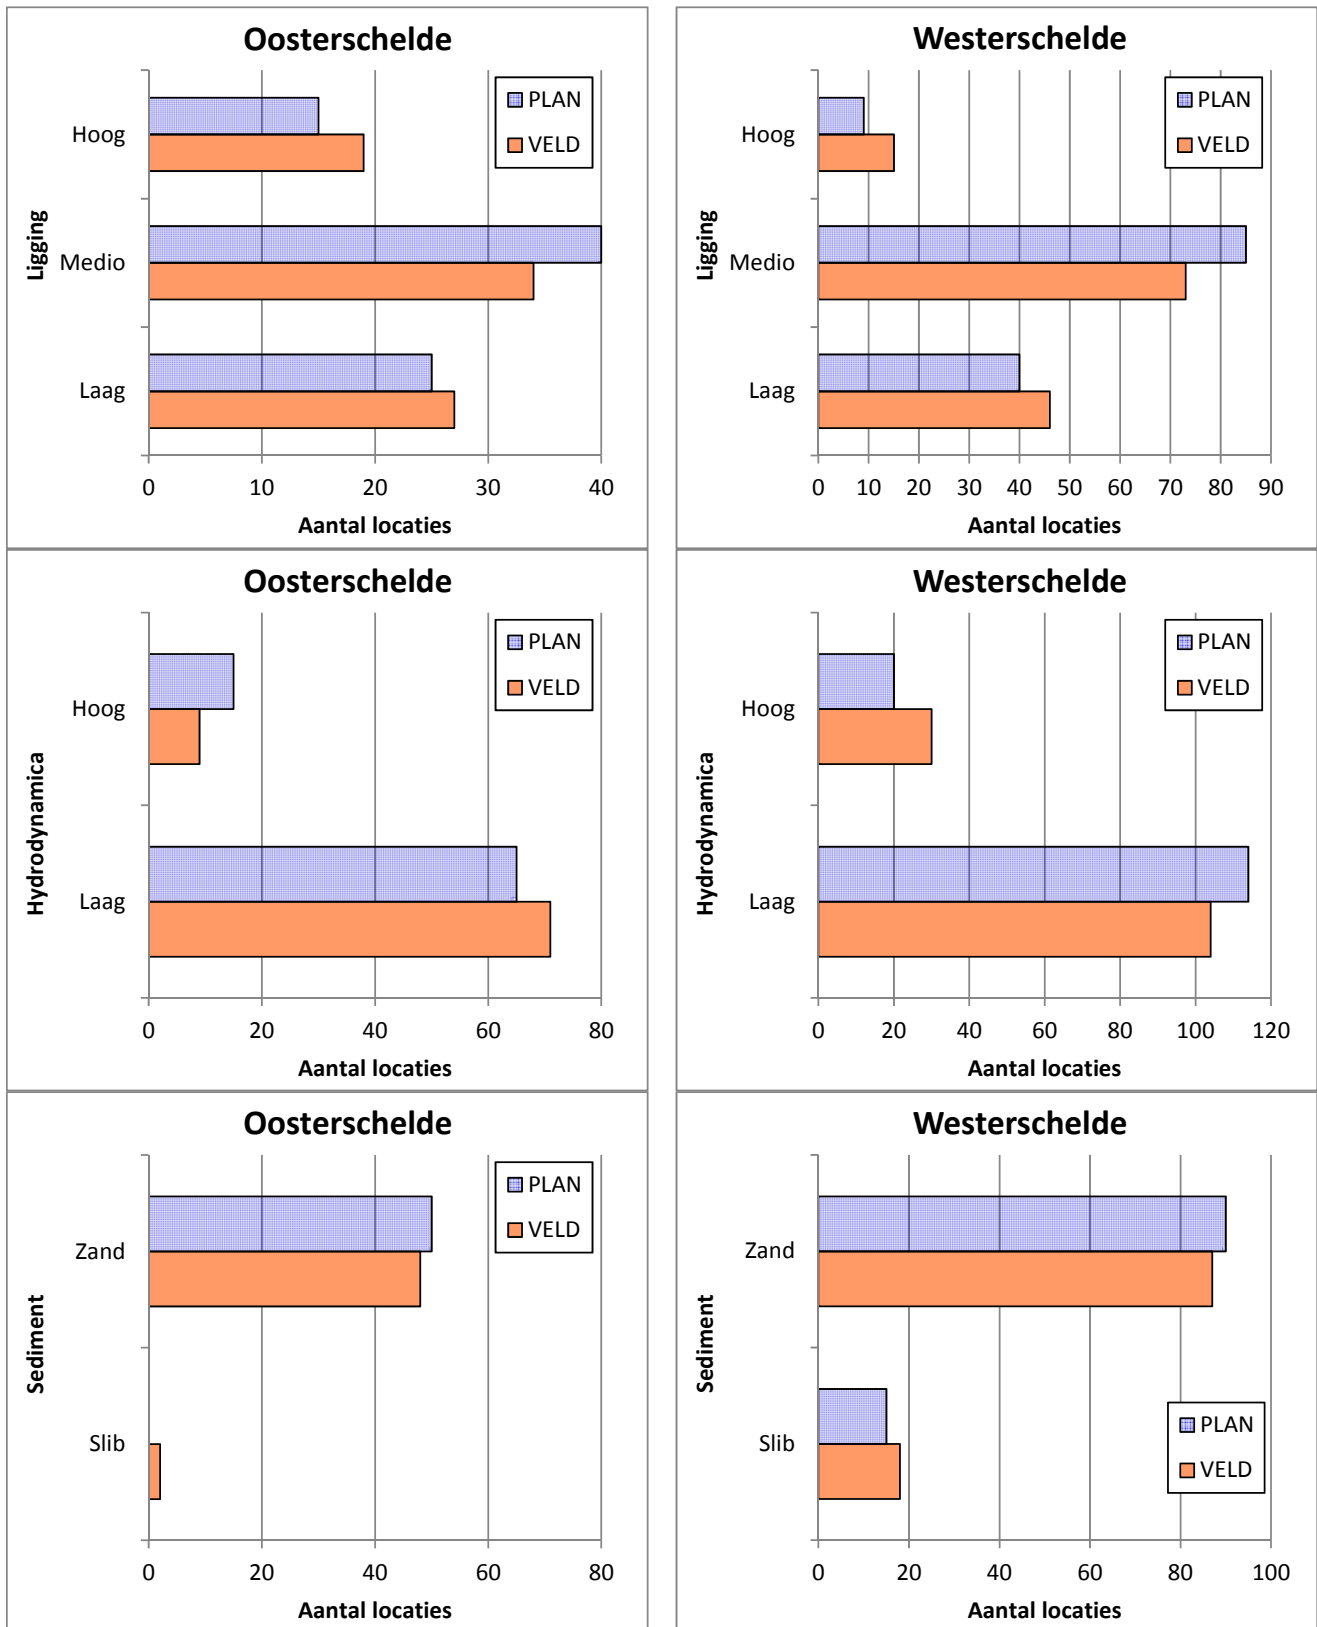 Oosterschelde
PLAN
VELD
Hoog
Medio
Laag
Ligging
0 10 20 30 40
Aantal locaties
Westerschelde
PLAN
VELD
Hoog
Medio
Laag
Ligging
0 10 20 30 40 50 60 70 80 90
Aantal locaties
Oosterschelde
PLAN
VELD
Hoog
Laag
Hydrodynamica
0 20 40 60 80
Aantal locaties
Westerschelde
PLAN
VELD
Hoog
Laag
Hydrodynamica
0 20 40 60 80 100 120
Aantal locaties
Oosterschelde
PLAN
VELD
Zand
Slib
Sediment
0 20 40 60 80
Aantal locaties
Westerschelde
Zand
Slib
PLAN
VELD
Sediment
0 20 40 60 80 100
Aantal locaties